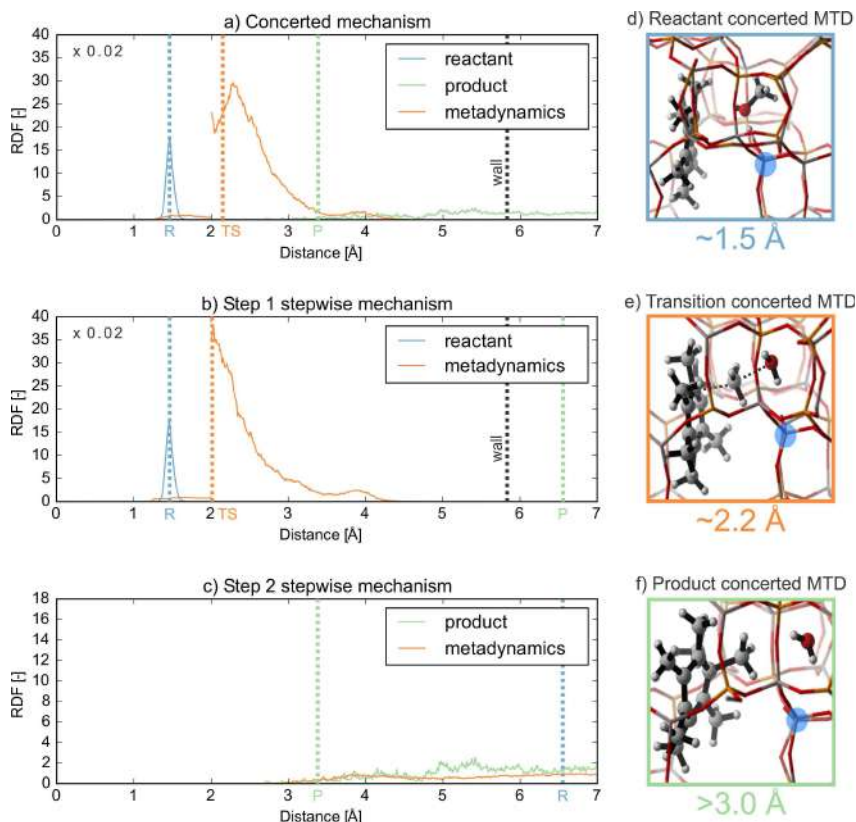 a) Concerted mechanism
40
35
30
25
20
15
10
5
0
RDF [-]
x 0.02
reactant
product
metadynamics
wall
0 1 2 3 4 5 6 7
R TS P
Distance [Å]
d) Reactant concerted MTD
~1.5 Å
b) Step 1 stepwise mechanism
40
35
30
25
20
15
10
5
0
RDF [-]
x 0.02
reactant
metadynamics
wall
0 1 2 3 4 5 6 7
R TS P
Distance [Å]
e) Transition concerted MTD
~2.2 Å
c) Step 2 stepwise mechanism
18
16
14
12
10
8
6
4
2
0
RDF [-]
product
metadynamics
0 1 2 3 4 5 6 7
P R
Distance [Å]
f) Product concerted MTD
>3.0 Å